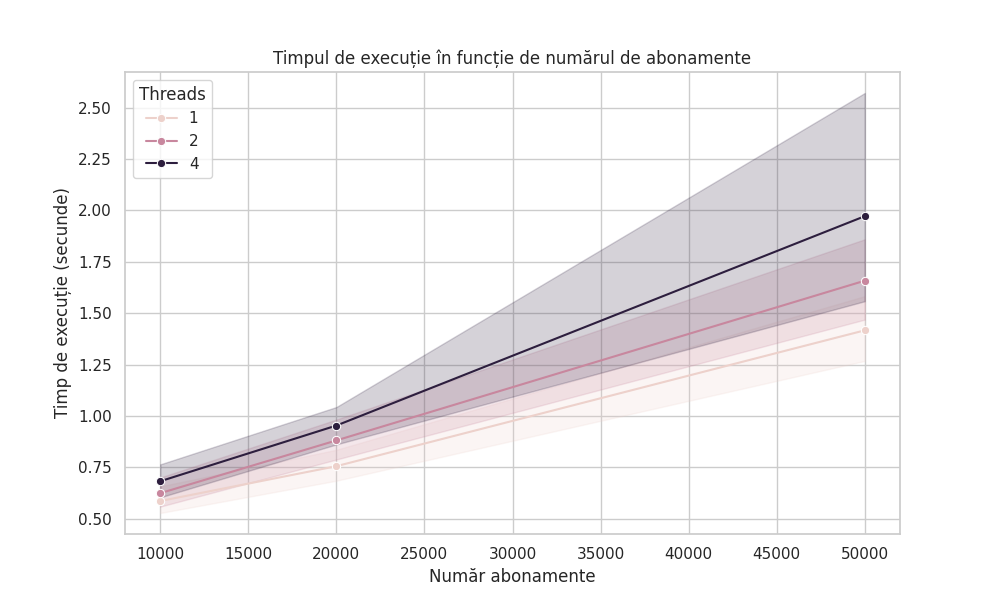 Timpul de execuție în funcție de numărul de abonamente
Threads
1
2
4
Timp de execuție (secunde)
2.50
2.25
2.00
1.75
1.50
1.25
1.00
0.75
0.50
10000 15000 20000 25000 30000 35000 40000 45000 50000
Număr abonamente